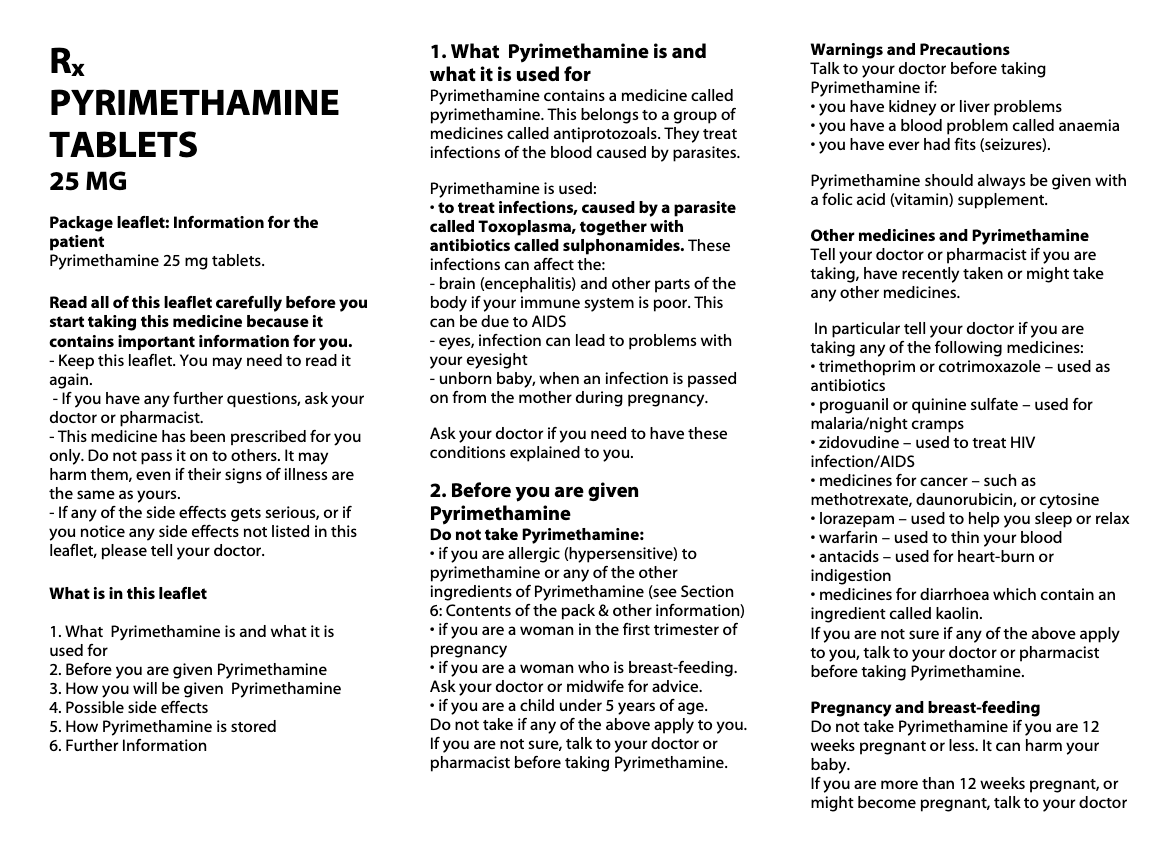 Rx
PYRIMETHAMINE
TABLETS
25 MG
Package leaflet: Information for the
patient
Pyrimethamine 25 mg tablets.
Read all of this leaflet carefully before you
start taking this medicine because it
contains important information for you.
- Keep this leaflet. You may need to read it
again.
- If you have any further questions, ask your
doctor or pharmacist.
- This medicine has been prescribed for you
only. Do not pass it on to others. It may
harm them, even if their signs of illness are
the same as yours.
- If any of the side effects gets serious, or if
you notice any side effects not listed in this
leaflet, please tell your doctor.
What is in this leaflet
1. What  Pyrimethamine is and what it is
used for
2. Before you are given Pyrimethamine
3. How you will be given  Pyrimethamine
4. Possible side effects
5. How Pyrimethamine is stored
6. Further Information
1. What  Pyrimethamine is and
what it is used for
Pyrimethamine contains a medicine called
pyrimethamine. This belongs to a group of
medicines called antiprotozoals. They treat
infections of the blood caused by parasites.
Pyrimethamine is used:
• to treat infections, caused by a parasite
called Toxoplasma, together with
antibiotics called sulphonamides. These
infections can affect the:
- brain (encephalitis) and other parts of the
body if your immune system is poor. This
can be due to AIDS
- eyes, infection can lead to problems with
your eyesight
- unborn baby, when an infection is passed
on from the mother during pregnancy.
Ask your doctor if you need to have these
conditions explained to you.
2. Before you are given
Pyrimethamine
Do not take Pyrimethamine:
• if you are allergic (hypersensitive) to
pyrimethamine or any of the other
ingredients of Pyrimethamine (see Section
6: Contents of the pack & other information)
• if you are a woman in the first trimester of
pregnancy
• if you are a woman who is breast-feeding.
Ask your doctor or midwife for advice.
• if you are a child under 5 years of age.
Do not take if any of the above apply to you.
If you are not sure, talk to your doctor or
pharmacist before taking Pyrimethamine.
Warnings and Precautions
Talk to your doctor before taking
Pyrimethamine if:
• you have kidney or liver problems
• you have a blood problem called anaemia
• you have ever had fits (seizures).
Pyrimethamine should always be given with
a folic acid (vitamin) supplement.
Other medicines and Pyrimethamine
Tell your doctor or pharmacist if you are
taking, have recently taken or might take
any other medicines.
In particular tell your doctor if you are
taking any of the following medicines:
• trimethoprim or cotrimoxazole – used as
antibiotics
• proguanil or quinine sulfate – used for
malaria/night cramps
• zidovudine – used to treat HIV
infection/AIDS
• medicines for cancer – such as
methotrexate, daunorubicin, or cytosine
• lorazepam – used to help you sleep or relax
• warfarin – used to thin your blood
• antacids – used for heart-burn or
indigestion
• medicines for diarrhoea which contain an
ingredient called kaolin.
If you are not sure if any of the above apply
to you, talk to your doctor or pharmacist
before taking Pyrimethamine.
Pregnancy and breast-feeding
Do not take Pyrimethamine if you are 12
weeks pregnant or less. It can harm your
baby.
If you are more than 12 weeks pregnant, or
might become pregnant, talk to your doctor